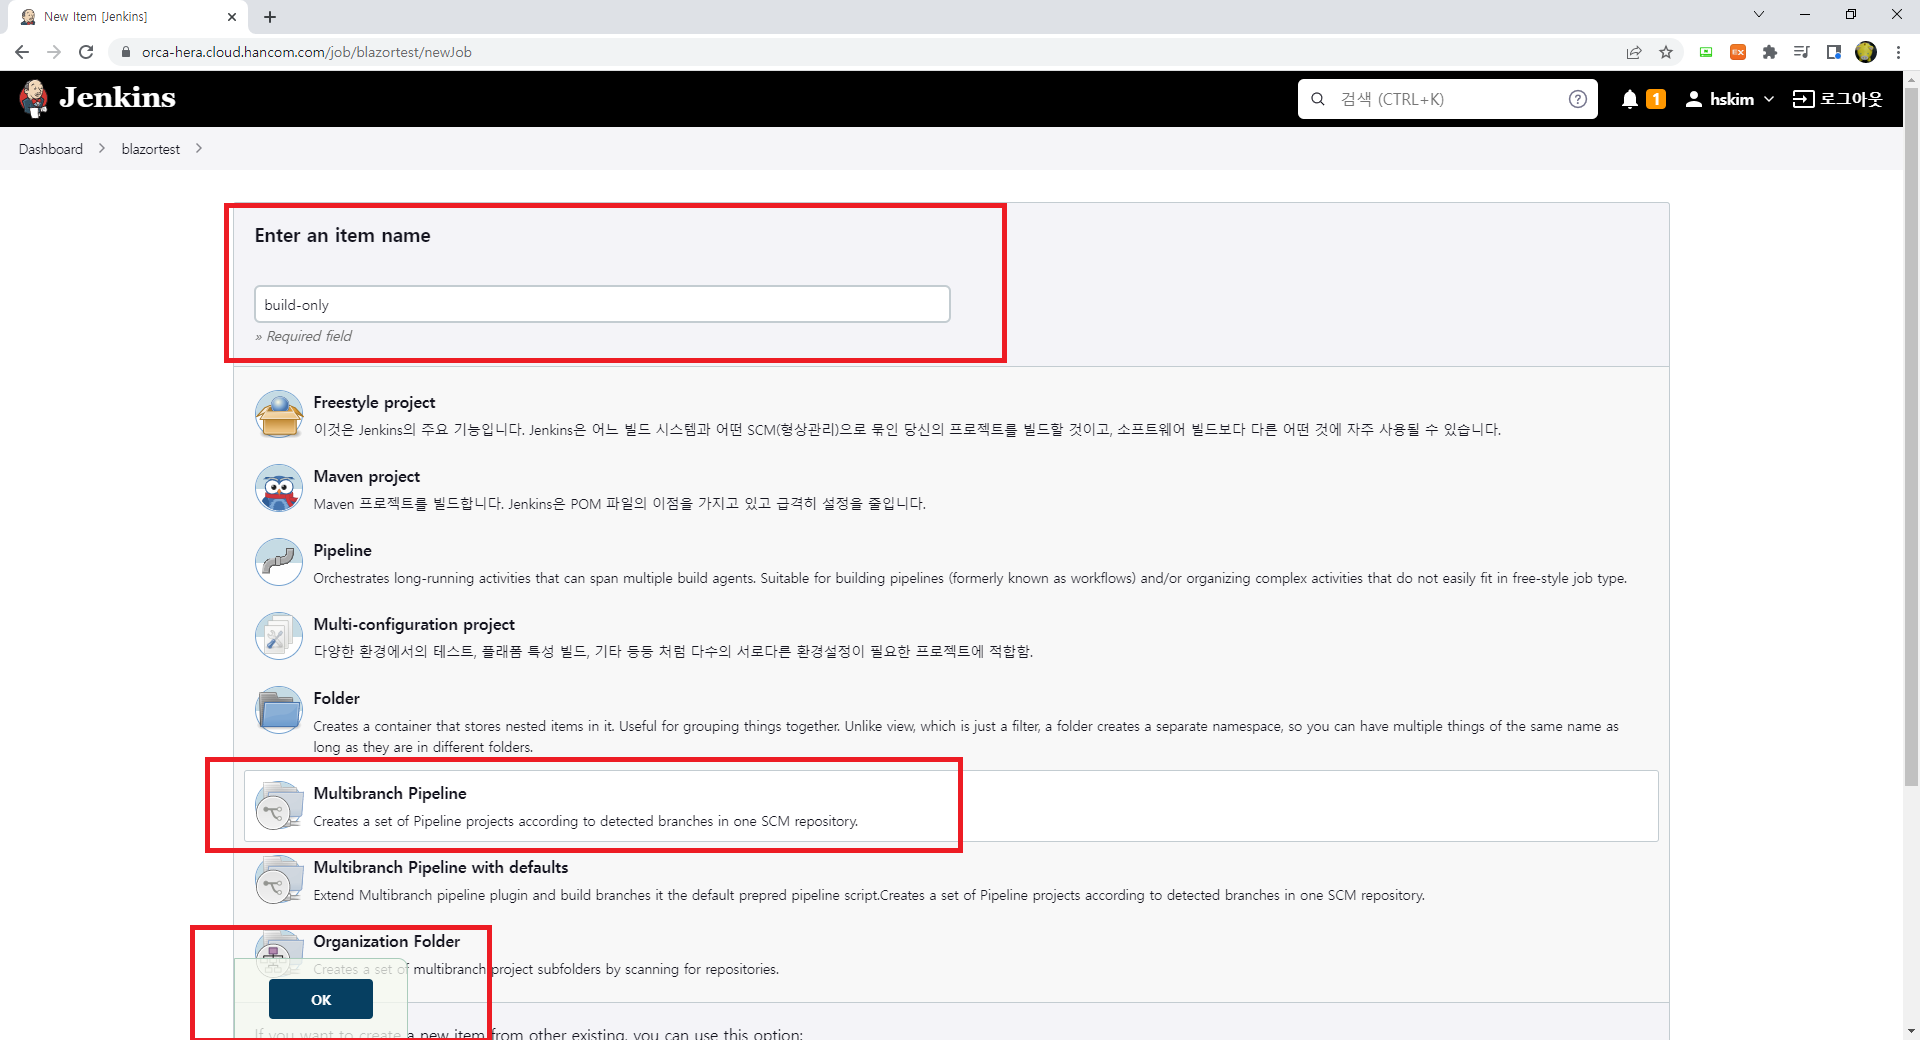 New Item [Jenkins]
orca-hera.cloud.hancom.com/job/blazortest/newJob
EX
Jenkins
검색 (CTRL+K)
1
hskim
로그아웃
Dashboard
blazortest
Enter an item name
build-only
» Required field
Freestyle project
이것은 Jenkins의 주요 기능입니다. Jenkins은 어느 빌드 시스템과 어떤 SCM(형상관리)으로 묶인 당신의 프로젝트를 빌드할 것이고, 소프트웨어 빌드보다 다른 어떤 것에 자주 사용될 수 있습니다.
Maven project
Maven 프로젝트를 빌드합니다. Jenkins은 POM 파일의 이점을 가지고 있고 급격히 설정을 줄입니다.
Pipeline
Orchestrates long-running activities that can span multiple build agents. Suitable for building pipelines (formerly known as workflows) and/or organizing complex activities that do not easily fit in free-style job type.
Multi-configuration project
다양한 환경에서의 테스트, 플래폼 특성 빌드, 기타 등등 처럼 다수의 서로다른 환경설정이 필요한 프로젝트에 적합함.
Folder
Creates a container that stores nested items in it. Useful for grouping things together. Unlike view, which is just a filter, a folder creates a separate namespace, so you can have multiple things of the same name as
long as they are in different folders.
Multibranch Pipeline
Creates a set of Pipeline projects according to detected branches in one SCM repository.
Multibranch Pipeline with defaults
Extend Multibranch pipeline plugin and build branches it the default prepred pipeline script.Creates a set of Pipeline projects according to detected branches in one SCM repository.
Organization Folder
Creates a set of multibranch project subfolders by scanning for repositories.
OK
If you want to create a new item from other existing, you can use this option: